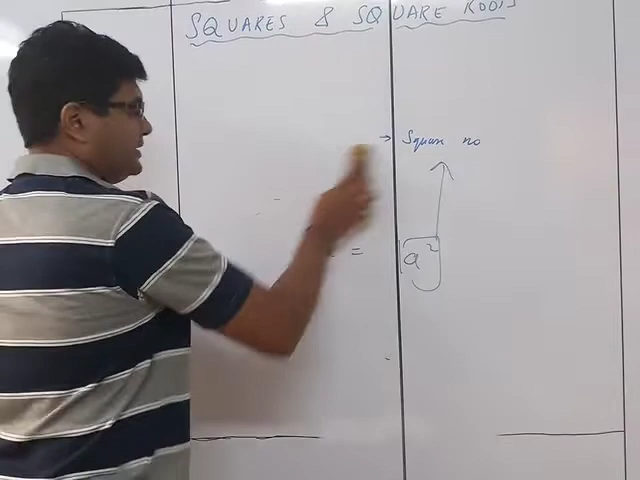 SQUARES & SQUARE ROOTS
→ Square no
= a²